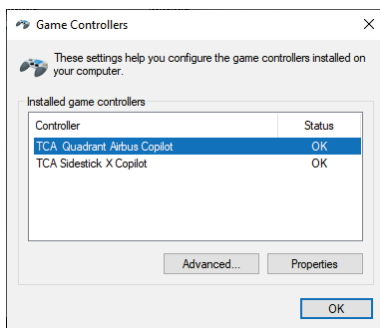 Game Controllers
These settings help you configure the game controllers installed on
your computer.
Installed game controllers
Controller Status
TCA Quadrant Airbus Copilot OK
TCA Sidestick X Copilot OK
Advanced... Properties
OK